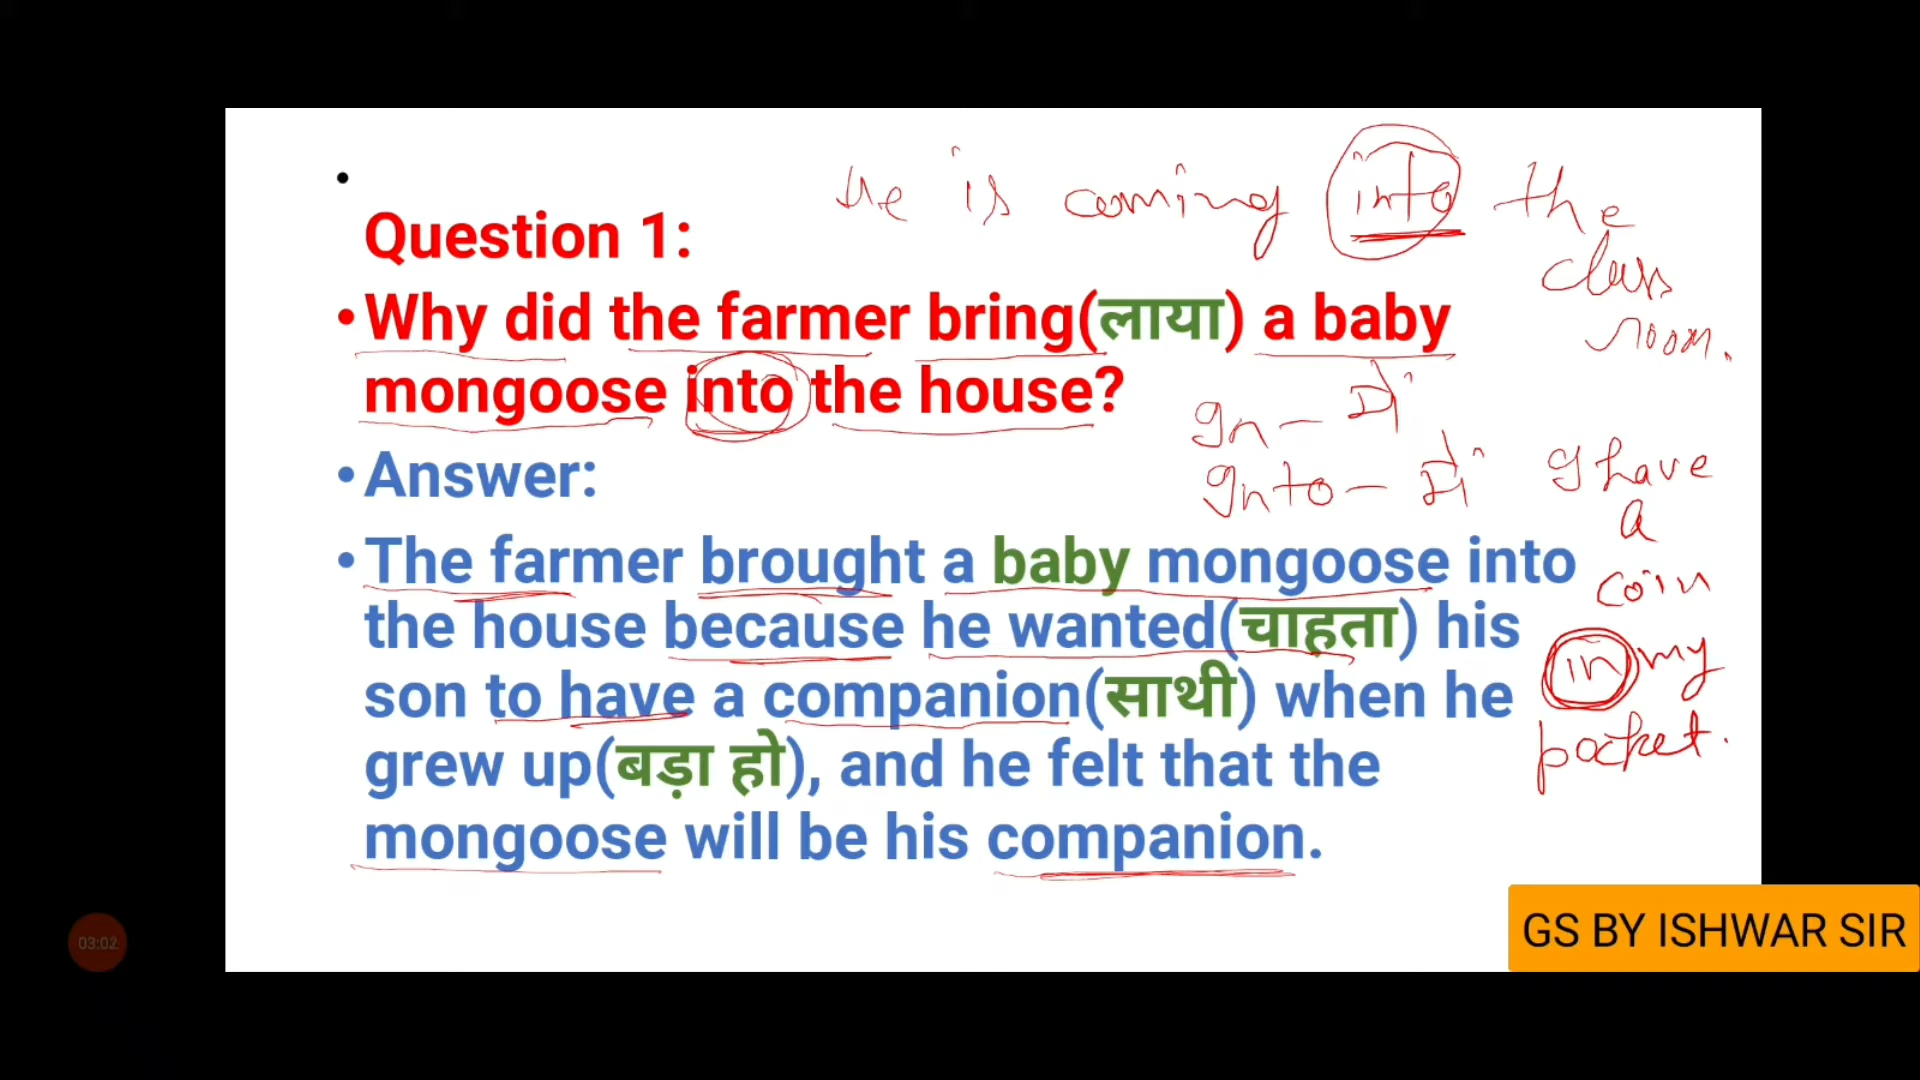 He is coming into the
class
room.
Question 1:
•Why did the farmer bring(लाया) a baby
mongoose into the house?
In - में
Into - में
•Answer:
I have
a
coin
in my
pocket.
•The farmer brought a baby mongoose into
the house because he wanted(चाहता) his
son to have a companion(साथी) when he
grew up(बड़ा हो), and he felt that the
mongoose will be his companion.
GS BY ISHWAR SIR
03:02